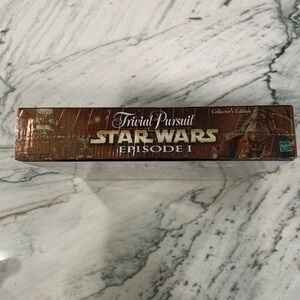 Trivial Pursuit
Collector's Edition
STAR WARS
EPISODE I